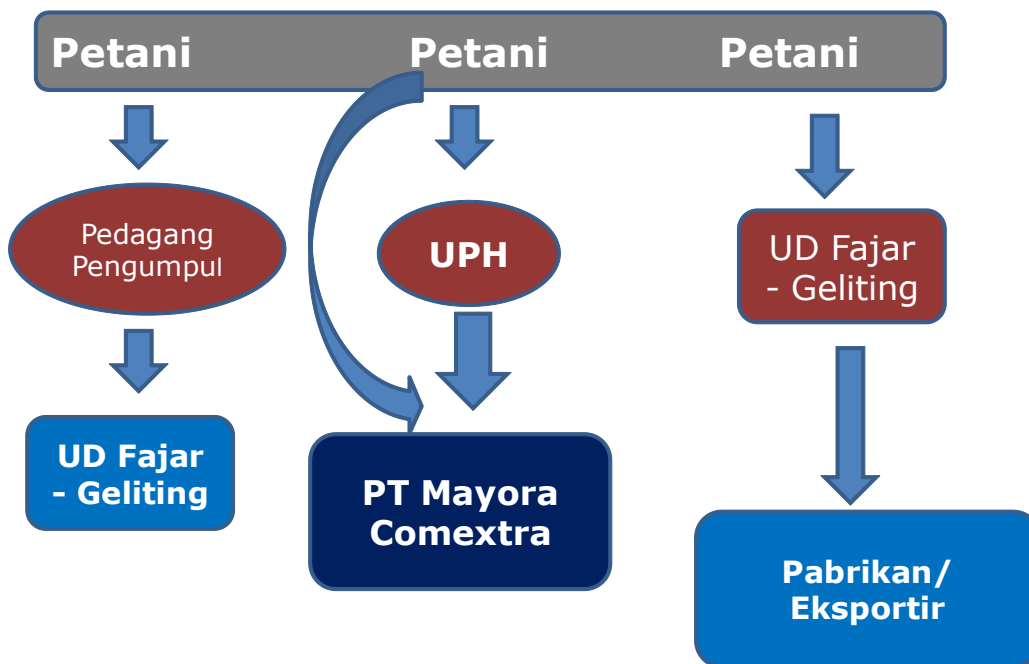 Petani Petani Petani
Pedagang
Pengumpul
UPH
UD Fajar
- Geliting
UD Fajar
- Geliting
PT Mayora
Comextra
Pabrikan/
Eksportir